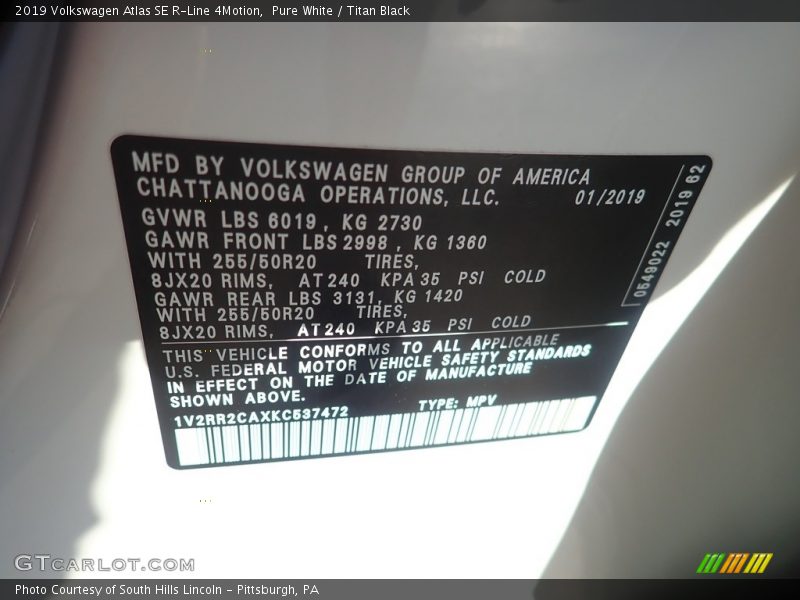 2019 Volkswagen Atlas SE R-Line 4Motion,  Pure White / Titan Black
MFD BY VOLKSWAGEN GROUP OF AMERICA
CHATTANOOGA OPERATIONS, LLC. 01/2019
GVWR LBS 6019 , KG 2730
GAWR FRONT LBS 2998 , KG 1360
WITH 255/50R20 TIRES,
8JX20 RIMS, AT 240 KPA 35 PSI COLD
GAWR REAR LBS 3131, KG 1420
WITH 255/50R20 TIRES,
8JX20 RIMS, AT 240 KPA 35 PSI COLD
THIS VEHICLE CONFORMS TO ALL APPLICABLE
U.S. FEDERAL MOTOR VEHICLE SAFETY STANDARDS
IN EFFECT ON THE DATE OF MANUFACTURE
SHOWN ABOVE.
1V2RR2CAXKC537472 TYPE: MPV
0549022 2019 62
GTCARLOT.COM
Photo Courtesy of South Hills Lincoln - Pittsburgh, PA